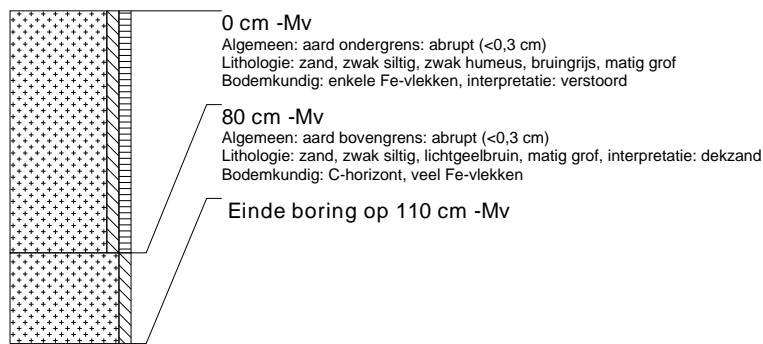 0 cm -Mv
Algemeen: aard ondergrens: abrupt (<0,3 cm)
Lithologie: zand, zwak siltig, zwak humeus, bruingrijs, matig grof
Bodemkundig: enkele Fe-vlekken, interpretatie: verstoord
80 cm -Mv
Algemeen: aard bovengrens: abrupt (<0,3 cm)
Lithologie: zand, zwak siltig, lichtgeelbruin, matig grof, interpretatie: dekzand
Bodemkundig: C-horizont, veel Fe-vlekken
Einde boring op 110 cm -Mv